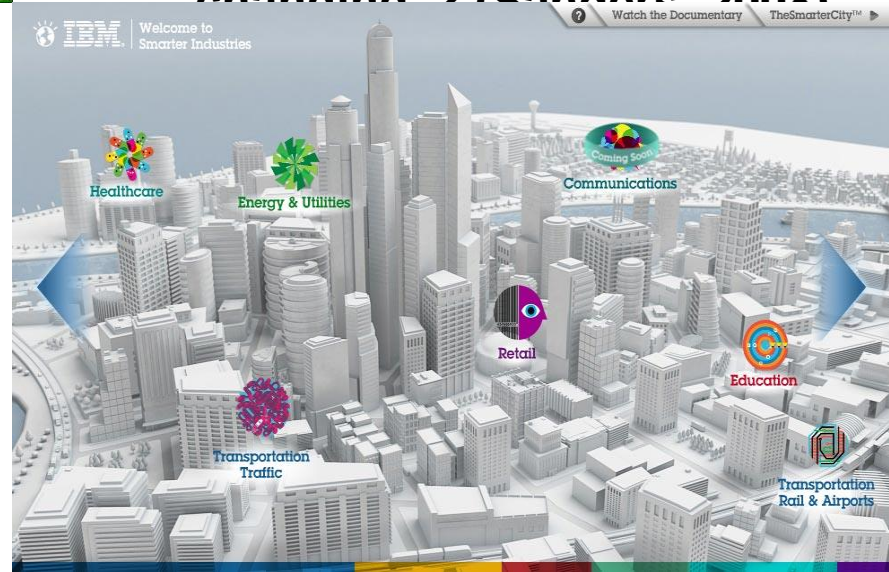 IBM.
Welcome to
Smarter Industries
?
Watch the Documentary
TheSmarterCity™
Healthcare
Energy & Utilities
Coming Soon
Communications
Retail
Education
Transportation
Traffic
Transportation
Rail & Airports